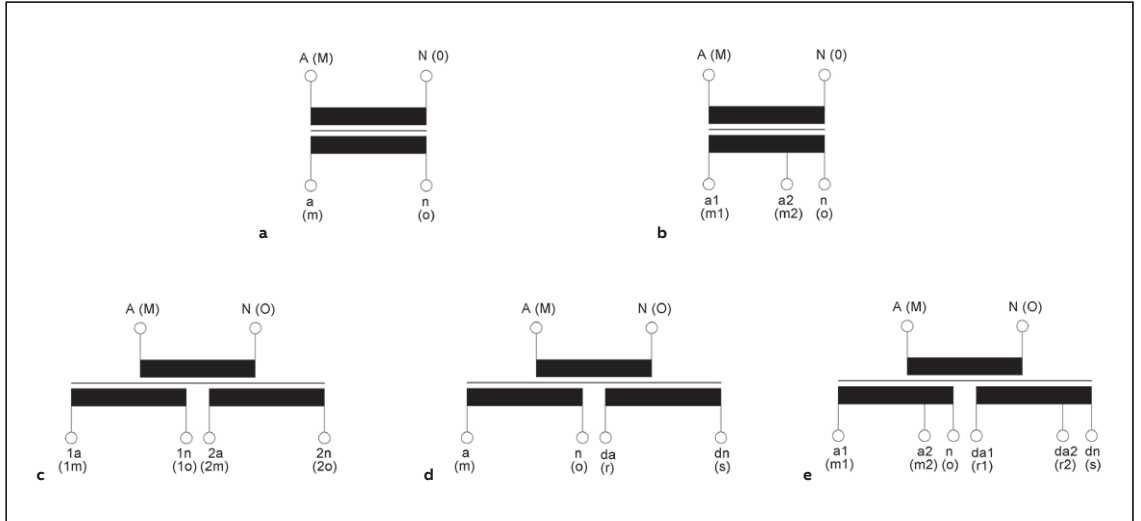 A (M) N (0)
a n
(m) (o)
a
A (M) N (0)
a1 a2 n
(m1) (m2) (o)
b
A (M) N (O)
1a 1n 2a 2n
(1m) (1o) (2m) (2o)
c
A (M) N (O)
a n da dn
(m) (o) (r) (s)
d
A (M) N (O)
a1 a2 n da1 da2 dn
(m1) (m2) (o) (r1) (r2) (s)
e